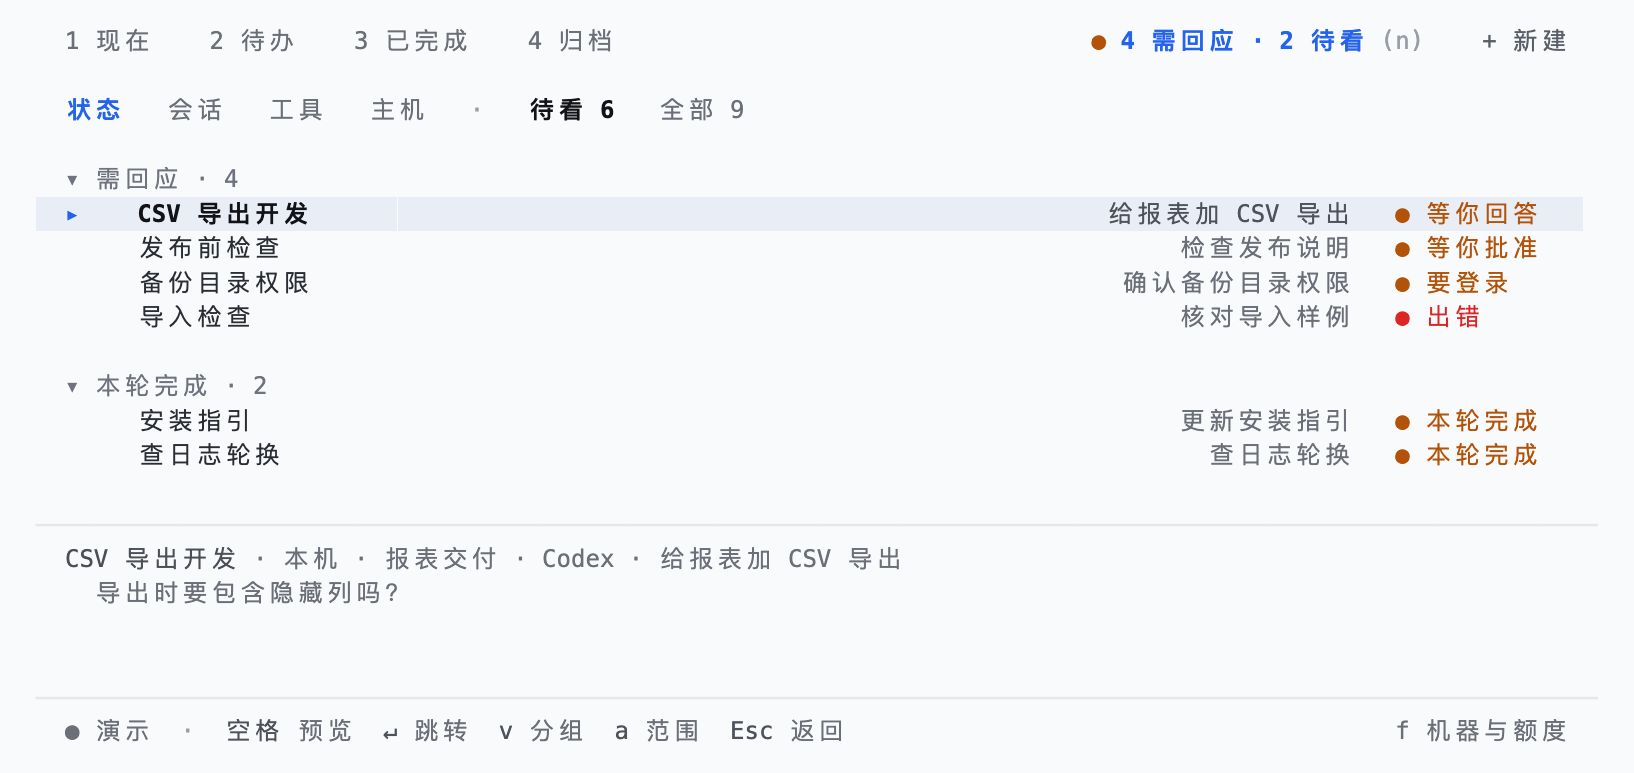 1 现在 2 待办 3 已完成 4 归档 ● 4 需回应 · 2 待看 (n) + 新建
状态 会话 工具 主机 · 待看 6 全部 9
▾ 需回应 · 4
▸ CSV 导出开发 给报表加 CSV 导出 ● 等你回答
发布前检查 检查发布说明 ● 等你批准
备份目录权限 确认备份目录权限 ● 要登录
导入检查 核对导入样例 ● 出错
▾ 本轮完成 · 2
安装指引 更新安装指引 ● 本轮完成
查日志轮换 查日志轮换 ● 本轮完成
CSV 导出开发 · 本机 · 报表交付 · Codex · 给报表加 CSV 导出
导出时要包含隐藏列吗?
● 演示 · 空格 预览 ↵ 跳转 v 分组 a 范围 Esc 返回 f 机器与额度